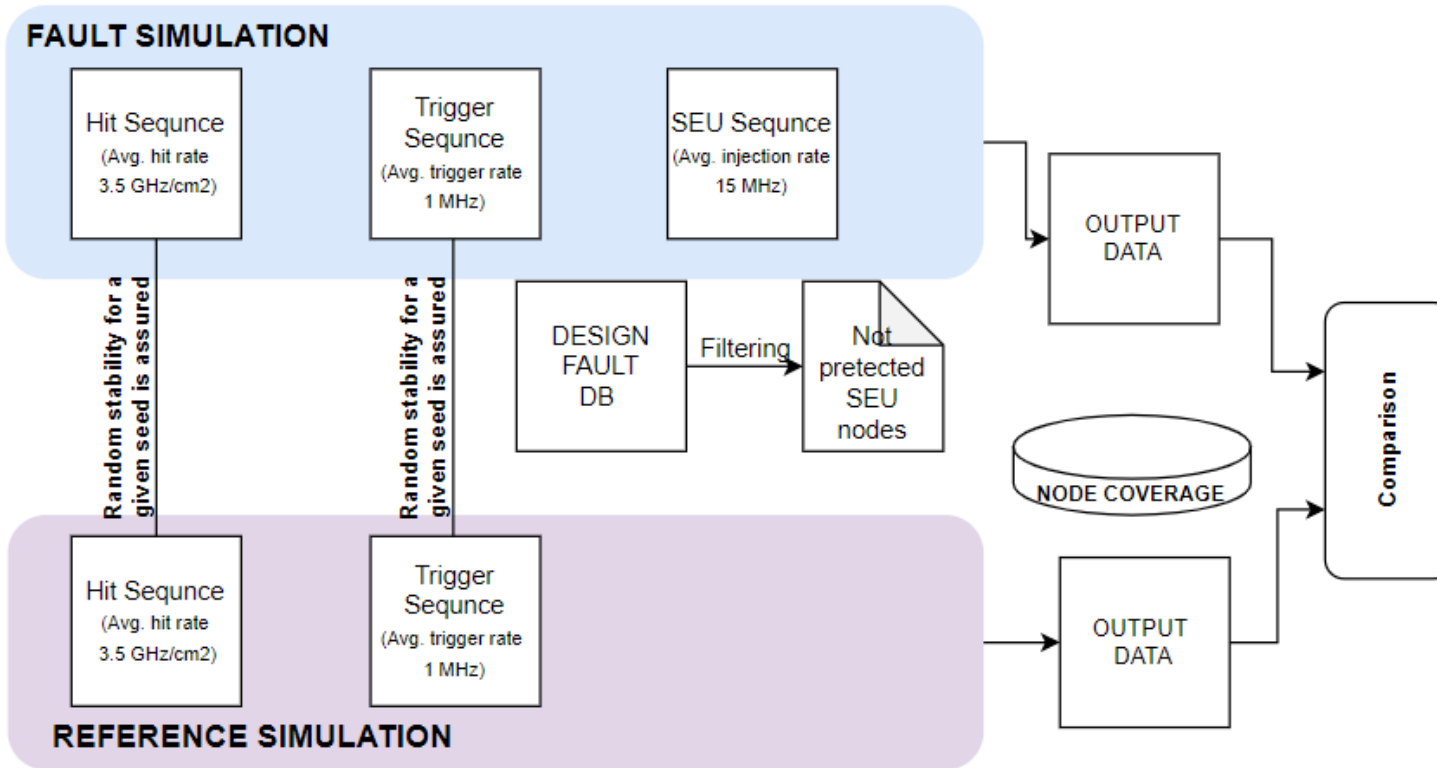 FAULT SIMULATION
Hit Sequnce
(Avg. hit rate
3.5 GHz/cm2)
Trigger
Sequnce
(Avg. trigger rate
1 MHz)
SEU Sequnce
(Avg. injection rate
15 MHz)
OUTPUT
DATA
Random stability for a
given seed is assured
Random stability for a
given seed is assured
DESIGN
FAULT
DB
Filtering
Not
pretected
SEU
nodes
NODE COVERAGE
Comparison
Hit Sequnce
(Avg. hit rate
3.5 GHz/cm2)
Trigger
Sequnce
(Avg. trigger rate
1 MHz)
OUTPUT
DATA
REFERENCE SIMULATION